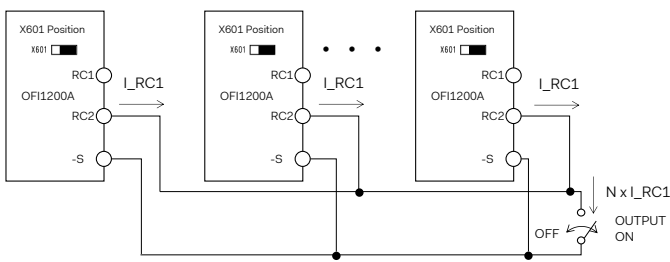 X601 Position
X601
RC1
OFI1200A
RC2
-S
I_RC1
X601 Position
X601
RC1
OFI1200A
RC2
-S
I_RC1
X601 Position
X601
RC1
OFI1200A
RC2
-S
I_RC1
N x I_RC1
OFF
OUTPUT
ON